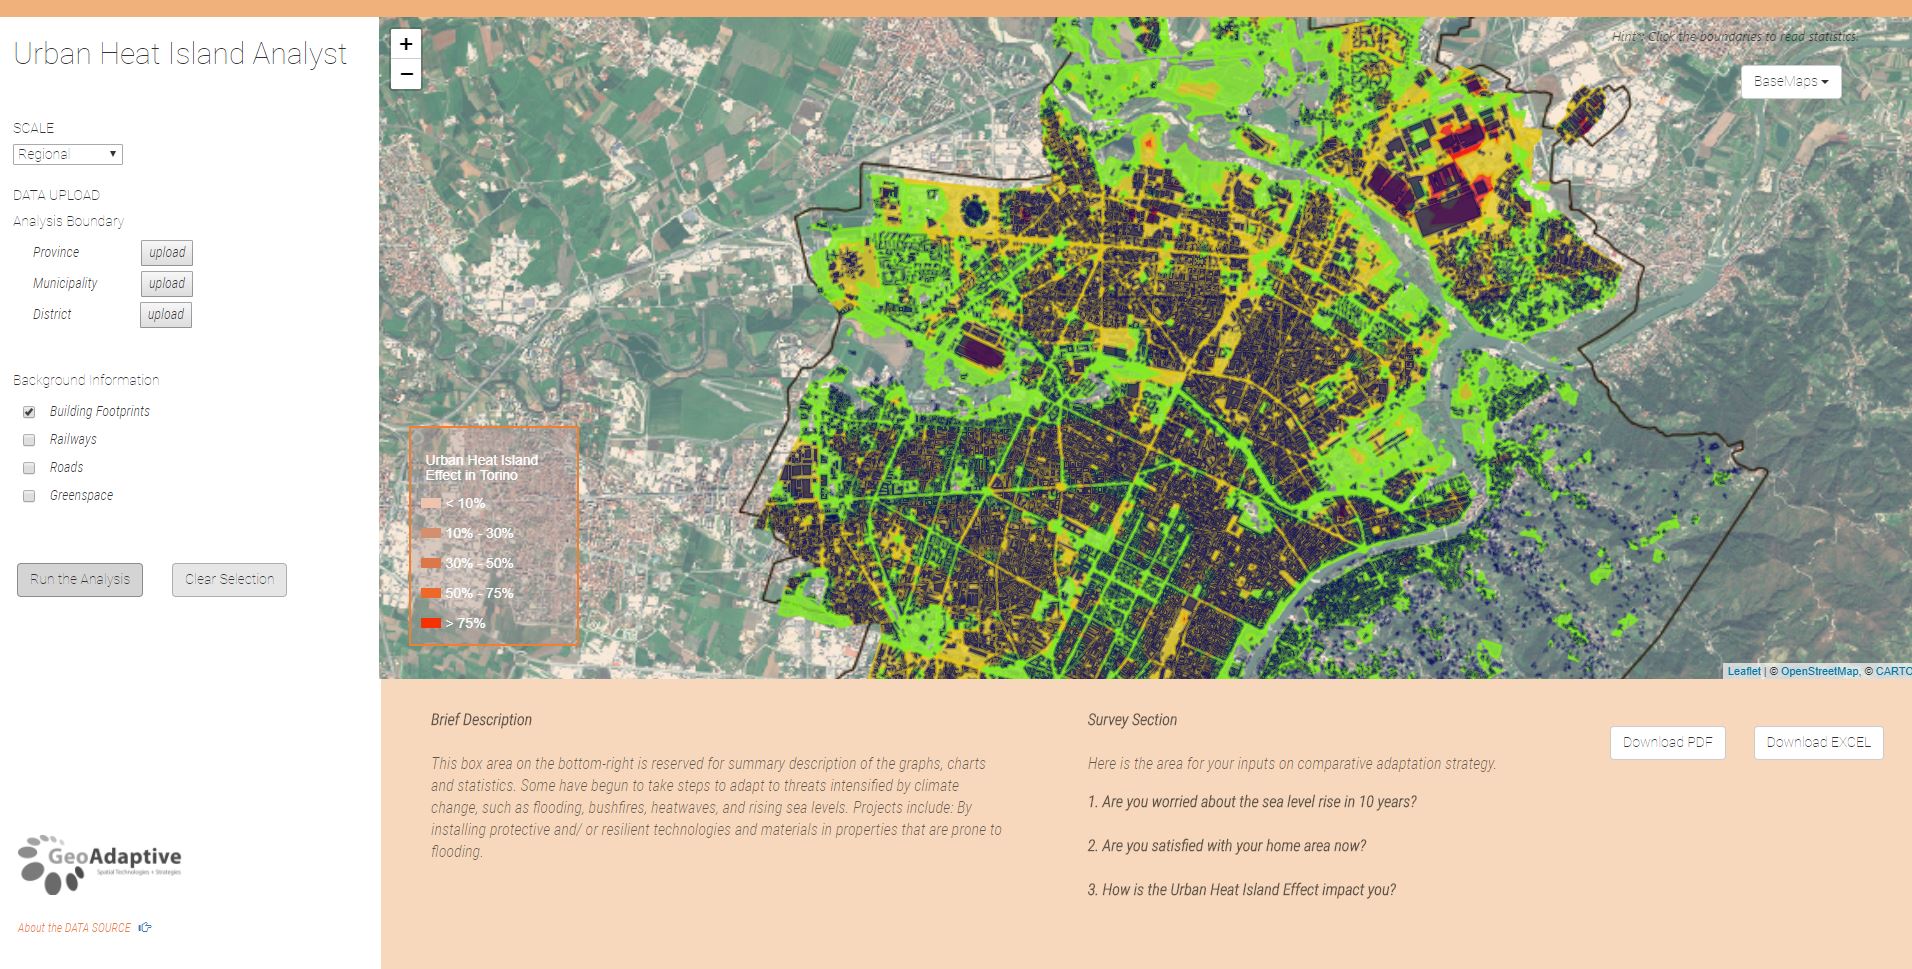 Urban Heat Island Analyst
SCALE
Regional
DATA UPLOAD
Analysis Boundary
Province upload
Municipality upload
District upload
Background Information
Building Footprints
Railways
Roads
Greenspace
Run the Analysis Clear Selection
GeoAdaptive
Spatial Technologies + Strategies
About the DATA SOURCE
+
−
Hint*: Click the boundaries to read statistics.
BaseMaps
Urban Heat Island
Effect in Torino
< 10%
10% - 30%
30% - 50%
50% - 75%
> 75%
Leaflet | © OpenStreetMap, © CARTO
Brief Description
This box area on the bottom-right is reserved for summary description of the graphs, charts
and statistics. Some have begun to take steps to adapt to threats intensified by climate
change, such as flooding, bushfires, heatwaves, and rising sea levels. Projects include: By
installing protective and/ or resilient technologies and materials in properties that are prone to
flooding.
Survey Section
Here is the area for your inputs on comparative adaptation strategy.
1. Are you worried about the sea level rise in 10 years?
2. Are you satisfied with your home area now?
3. How is the Urban Heat Island Effect impact you?
Download PDF Download EXCEL